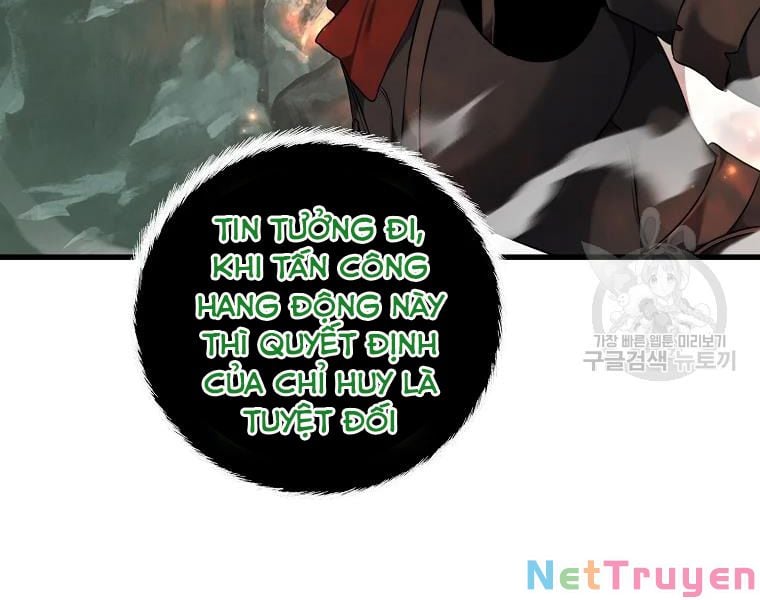 TIN TƯỞNG ĐI,
KHI TẤN CÔNG
HANG ĐỘNG NÀY
THÌ QUYẾT ĐỊNH
CỦA CHỈ HUY LÀ
TUYỆT ĐỐI
가장 빠른 웹툰 미리보기
구글검색 뉴토끼
NetTruyen